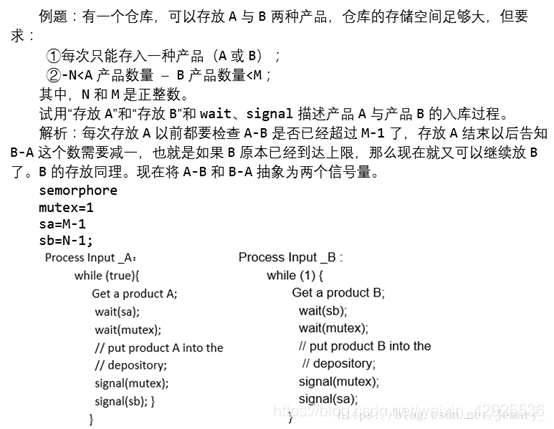 例题：有一个仓库，可以存放 A 与 B 两种产品，仓库的存储空间足够大，但要
求：
①每次只能存入一种产品（A 或 B）；
②-N<A 产品数量 – B 产品数量<M；
其中，N 和 M 是正整数。
试用“存放 A”和“存放 B”和 wait、signal 描述产品 A 与产品 B 的入库过程。
解析：每次存放 A 以前都要检查 A-B 是否已经超过 M-1 了，存放 A 结束以后告知
B-A 这个数需要减一，也就是如果 B 原本已经到达上限，那么现在就又可以继续放 B
了。B 的存放同理。现在将 A-B 和 B-A 抽象为两个信号量。
semorphore
mutex=1
sa=M-1
sb=N-1;
Process Input _A:
while (true){
Get a product A;
wait(sa);
wait(mutex);
// put product A into the
// depository;
signal(mutex);
signal(sb); }
}
Process Input _B :
while (1) {
Get a product B;
wait(sb);
wait(mutex);
// put product B into the
// depository;
signal(mutex);
signal(sa);
}